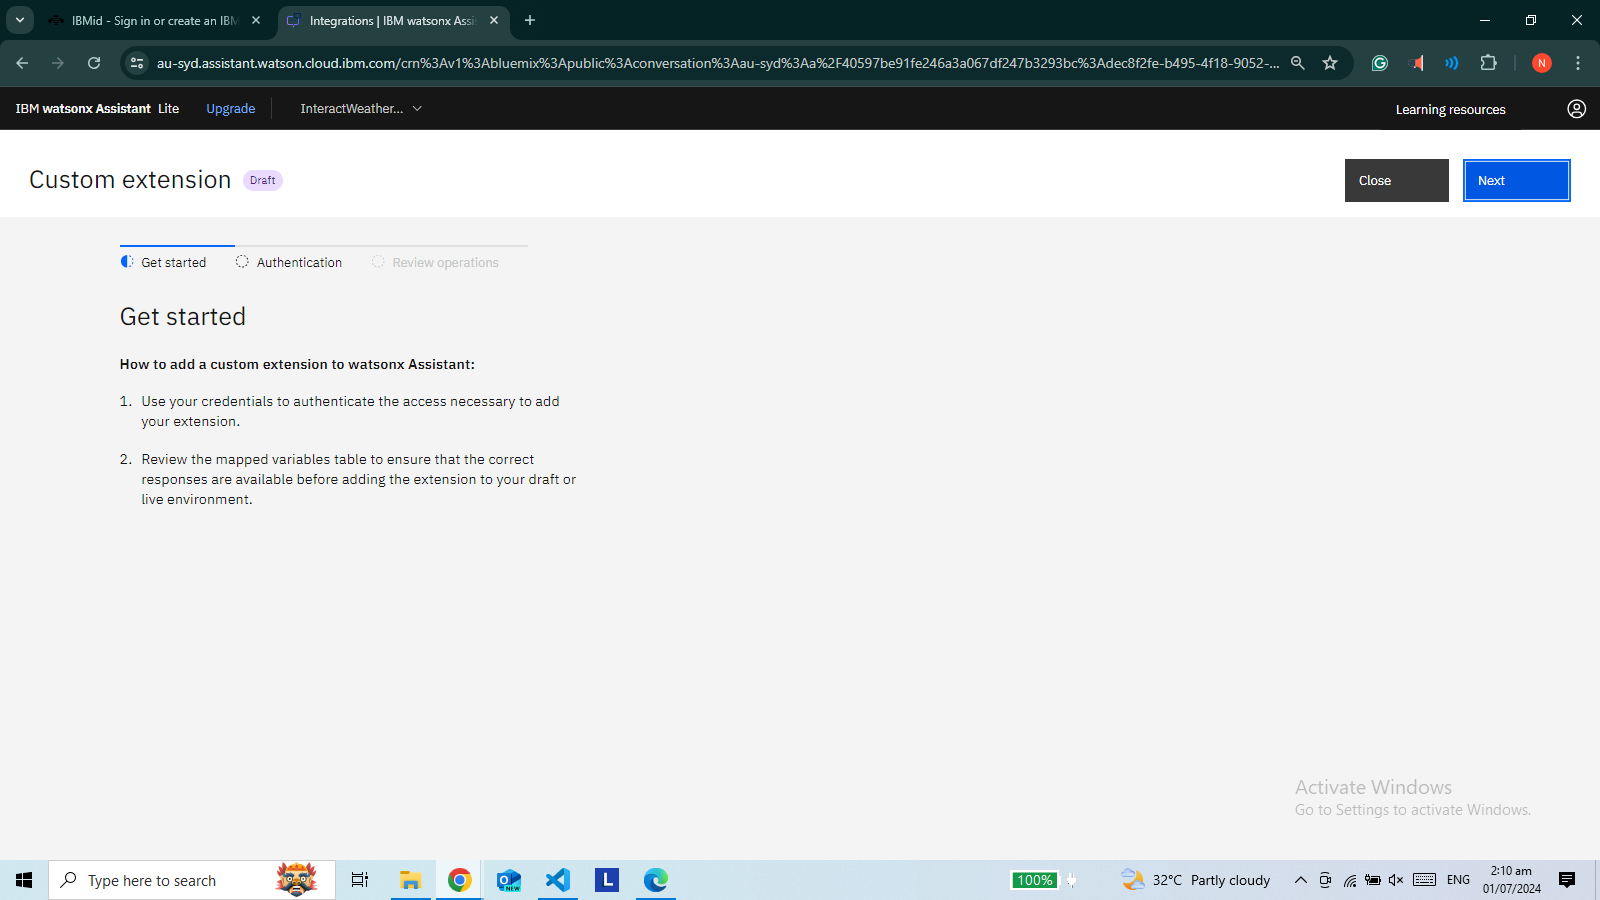 IBMid - Sign in or create an IBM
Integrations | IBM watsonx Assis
au-syd.assistant.watson.cloud.ibm.com/crn%3Av1%3Abluemix%3Apublic%3Aconversation%3Aau-syd%3Aa%2F40597be91fe246a3a067df247b3293bc%3Adec8f2fe-b495-4f18-9052-...
N
IBM watsonx Assistant Lite Upgrade InteractWeather... Learning resources
Custom extension Draft
Close Next
Get started Authentication Review operations
Get started
How to add a custom extension to watsonx Assistant:
1. Use your credentials to authenticate the access necessary to add
your extension.
2. Review the mapped variables table to ensure that the correct
responses are available before adding the extension to your draft or
live environment.
Activate Windows
Go to Settings to activate Windows.
Type here to search
NEW
L
100%
32°C Partly cloudy
ENG
2:10 am
01/07/2024